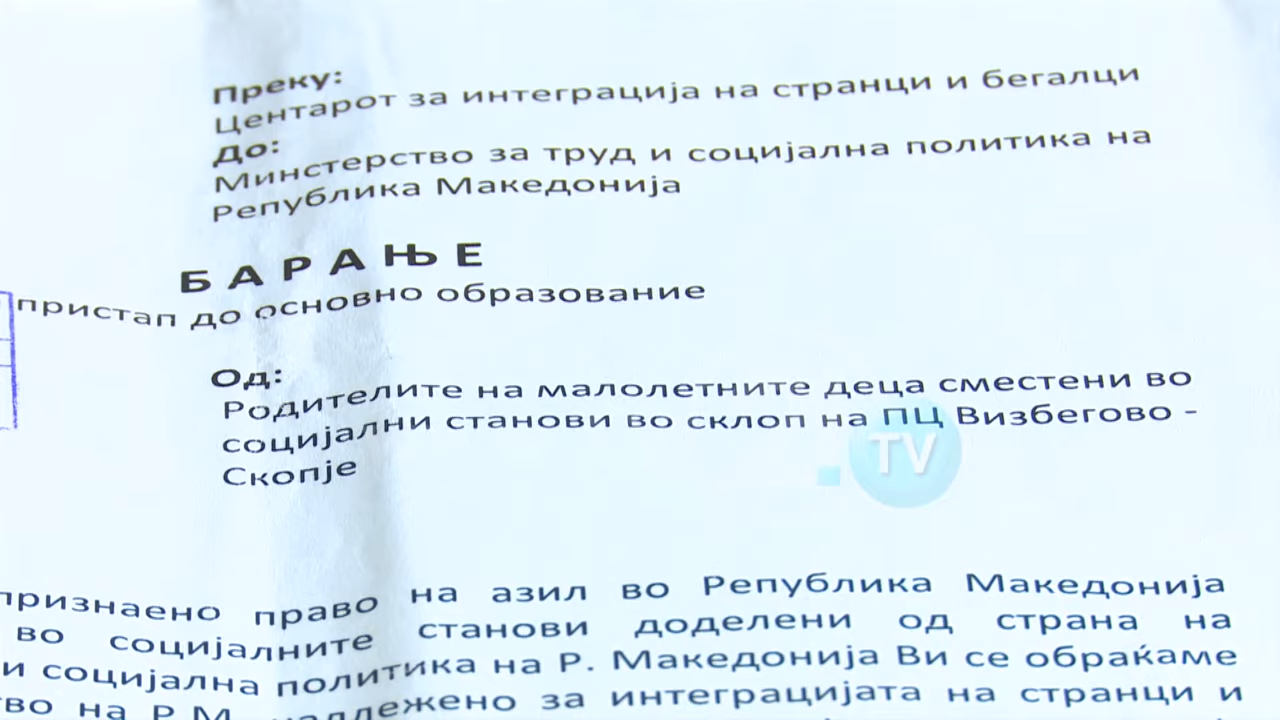 Преку:
Центарот за интеграција на странци и бегалци
До:
Минстерство за труд и социјална политика на
Република Македонија
БАРАЊЕ
пристап до основно образование
Од:
Родителите на малолетните деца сместени во
социјални станови во склоп на ПЦ Визбегово -
Скопје
TV
признаено право на азил во Република Македонија
во социјалните станови доделени од страна на
и социјална политика на Р. Македонија Ви се обраќаме
на Р.М. за интеграцијата на странци и